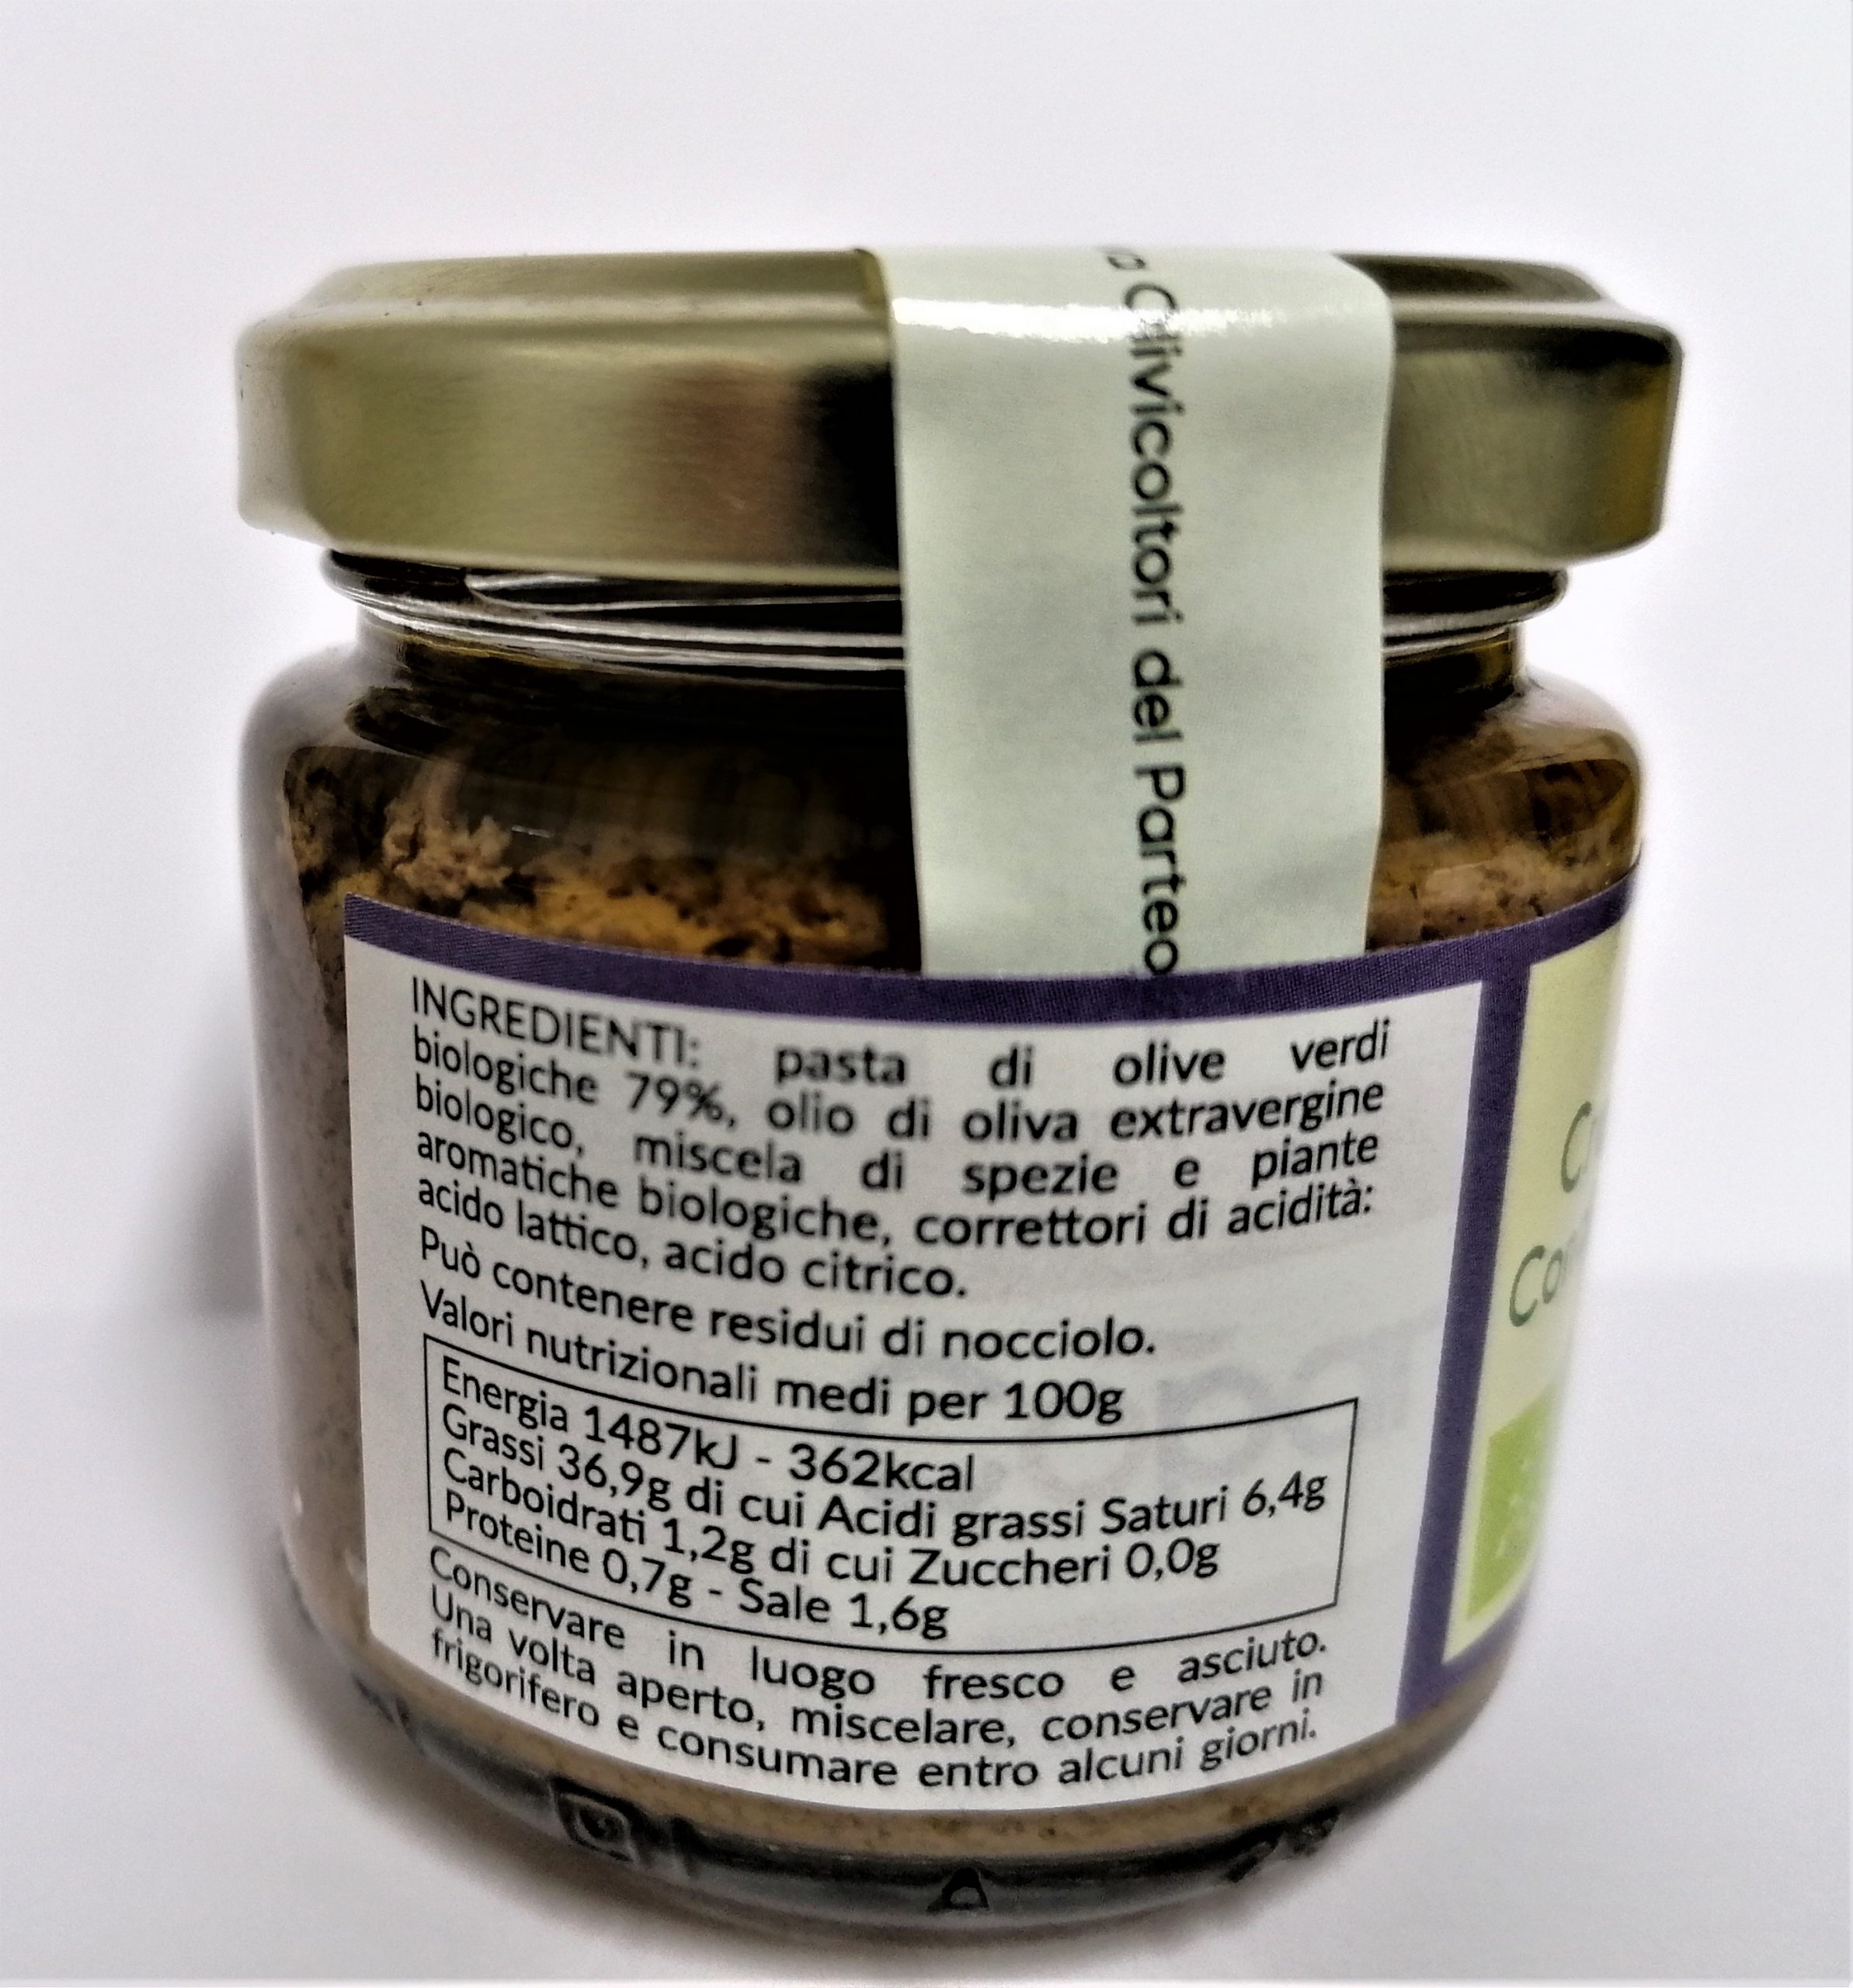 Olivicoltori del Parteo
INGREDIENTI: pasta di olive verdi
biologiche 79%, olio di oliva extravergine
biologico, miscela di spezie e piante
aromatiche biologiche, correttori di acidità:
acido lattico, acido citrico.
Può contenere residui di nocciolo.
Valori nutrizionali medi per 100g
Energia 1487kJ - 362kcal
Grassi 36,9g di cui Acidi grassi Saturi 6,4g
Carboidrati 1,2g di cui Zuccheri 0,0g
Proteine 0,7g - Sale 1,6g
Conservare in luogo fresco e asciuto.
Una volta aperto, miscelare, conservare in
frigorifero e consumare entro alcuni giorni.